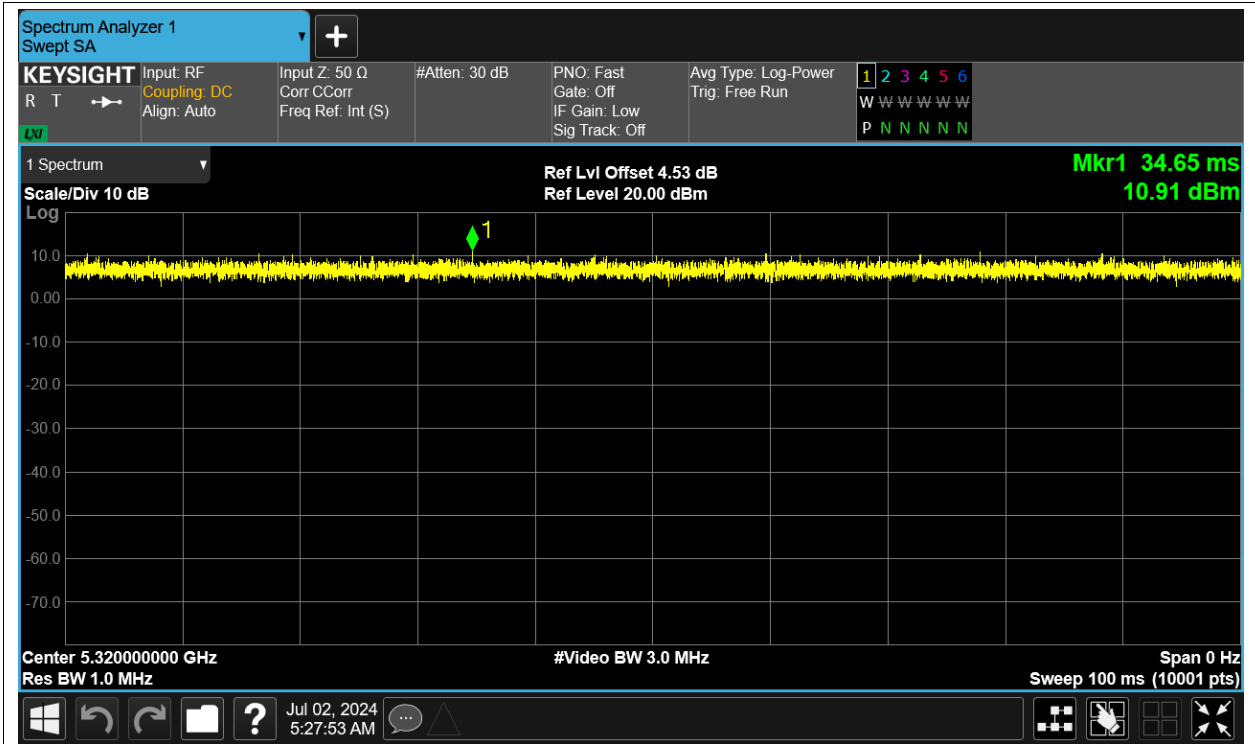 Spectrum Analyzer 1
Swept SA
+
KEYSIGHT
R T
LXI
Input: RF
Coupling: DC
Align: Auto
Input Z: 50 Ω
Corr CCorr
Freq Ref: Int (S)
#Atten: 30 dB
PNO: Fast
Gate: Off
IF Gain: Low
Sig Track: Off
Avg Type: Log-Power
Trig: Free Run
1 2 3 4 5 6
W W W W W W
P N N N N N
1 Spectrum
Scale/Div 10 dB
Log
Ref Lvl Offset 4.53 dB
Ref Level 20.00 dBm
Mkr1 34.65 ms
10.91 dBm
1
10.0
0.00
-10.0
-20.0
-30.0
-40.0
-50.0
-60.0
-70.0
Center 5.320000000 GHz
Res BW 1.0 MHz
#Video BW 3.0 MHz
Span 0 Hz
Sweep 100 ms (10001 pts)
?
Jul 02, 2024
5:27:53 AM